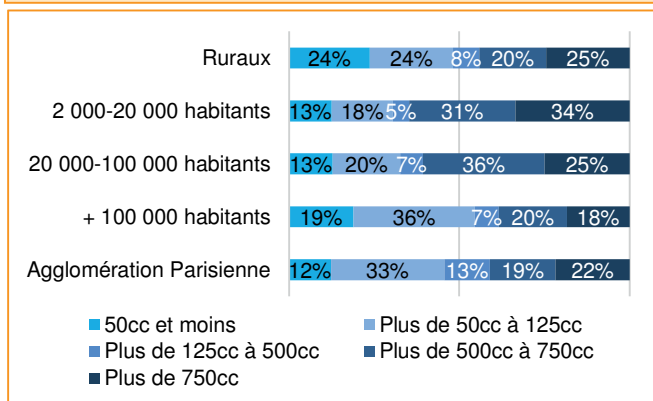 Ruraux 24% 24% 8% 20% 25%
2 000-20 000 habitants 13% 18% 5% 31% 34%
20 000-100 000 habitants 13% 20% 7% 36% 25%
+ 100 000 habitants 19% 36% 7% 20% 18%
Agglomération Parisienne 12% 33% 13% 19% 22%
50cc et moins Plus de 50cc à 125cc
Plus de 125cc à 500cc Plus de 500cc à 750cc
Plus de 750cc